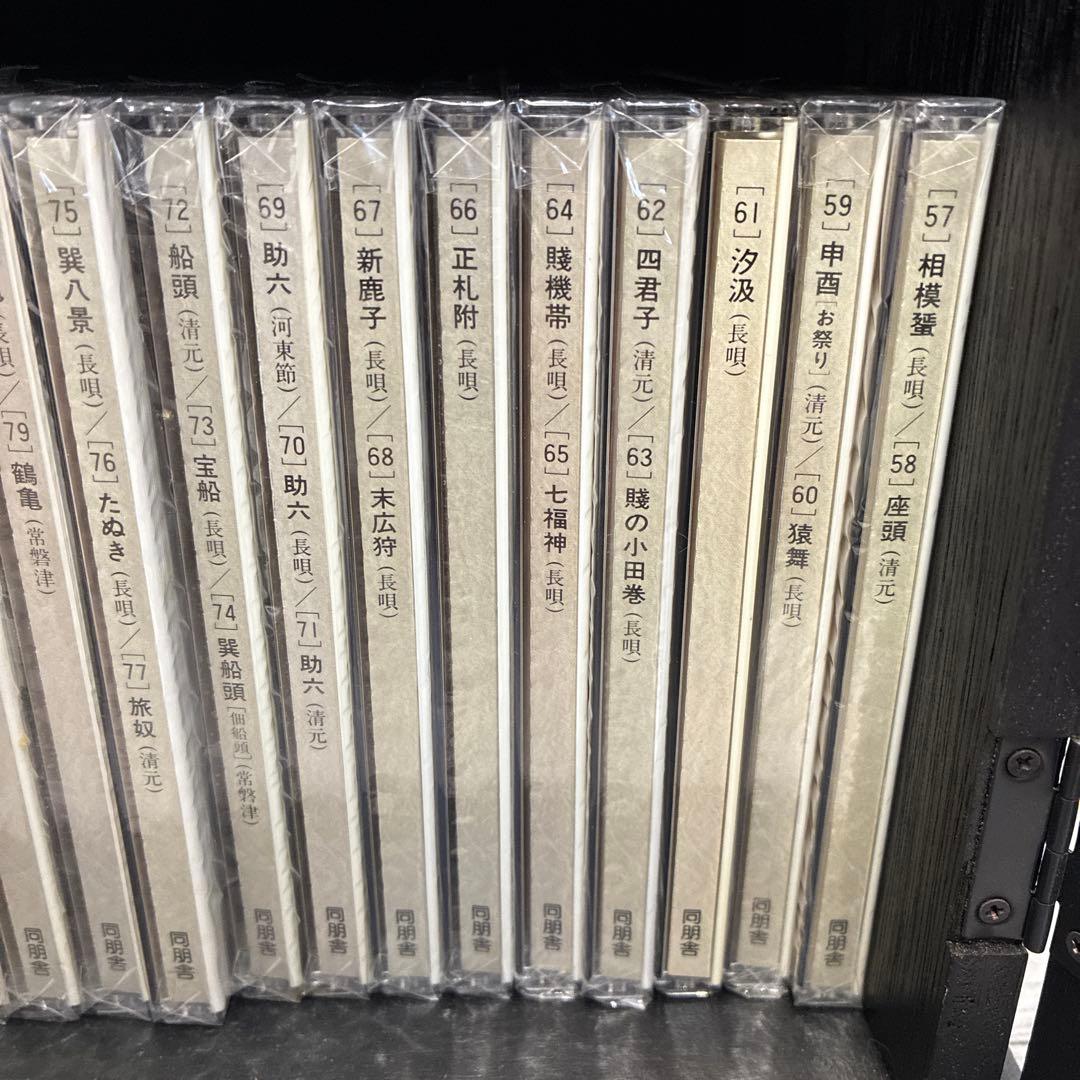 [57] 相模蜑（長唄）／[58] 座頭（清元）
同朋舎
[59] 申酉［お祭り］（清元）／[60] 猿舞（長唄）
同朋舎
[61] 汐汲（長唄）
同朋舎
[62] 四君子（清元）／[63] 賤の小田巻（長唄）
同朋舎
[64] 賤機帯（長唄）／[65] 七福神（長唄）
同朋舎
[66] 正札附（長唄）
同朋舎
[67] 新鹿子（長唄）／[68] 末広狩（長唄）
同朋舎
[69] 助六（河東節）／[70] 助六（長唄）／[71] 助六（清元）
同朋舎
[72] 船頭（清元）／[73] 宝船（長唄）／[74] 巽船頭［佃船頭］（常磐津）
同朋舎
[75] 巽八景（長唄）／[76] たぬき（長唄）／[77] 旅奴（清元）
同朋舎
（長唄）／[79] 鶴亀（常磐津）
同朋舎
同朋舎